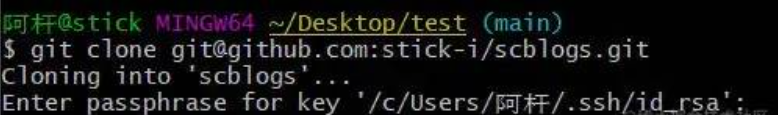 阿杆@stick MINGW64 ~/Desktop/test (main)
$ git clone git@github.com:stick-i/scblogs.git
Cloning into 'scblogs'...
Enter passphrase for key '/c/Users/阿杆/.ssh/id_rsa':